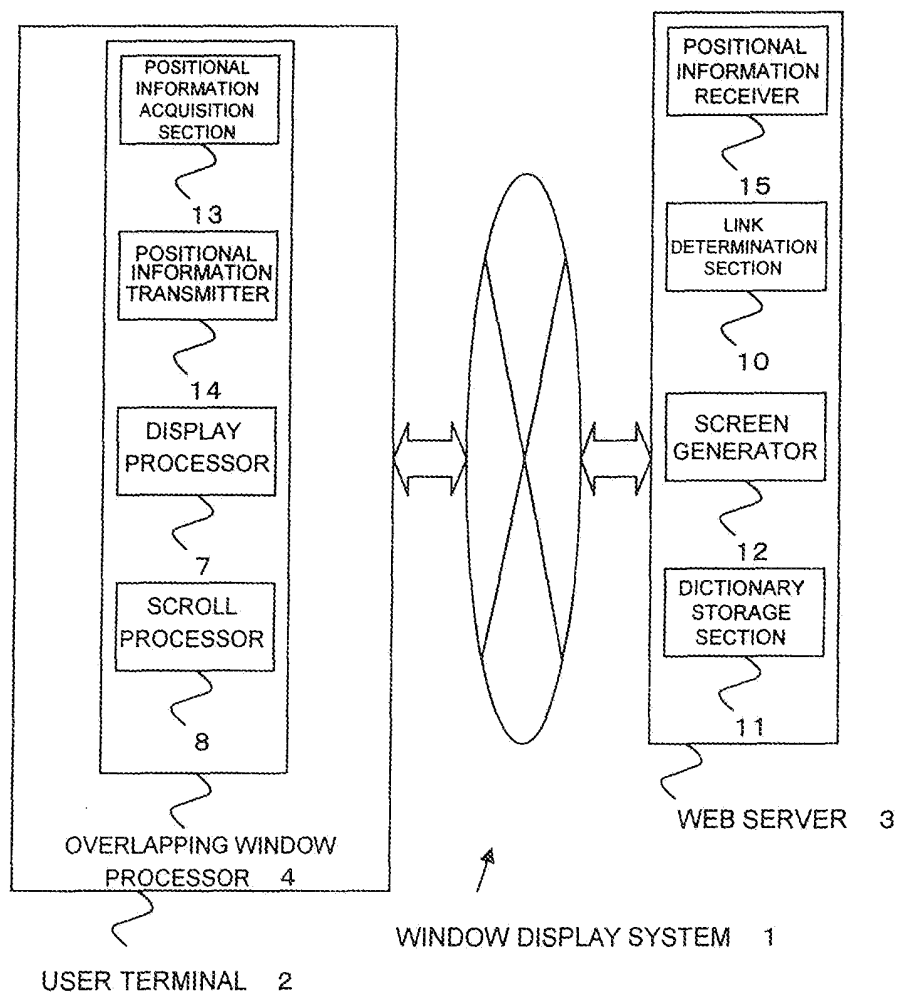 POSITIONAL
INFORMATION
ACQUISITION
SECTION
13
POSITIONAL
INFORMATION
TRANSMITTER
14
DISPLAY
PROCESSOR
7
SCROLL
PROCESSOR
8
OVERLAPPING WINDOW
PROCESSOR 4
USER TERMINAL 2
POSITIONAL
INFORMATION
RECEIVER
15
LINK
DETERMINATION
SECTION
10
SCREEN
GENERATOR
12
DICTIONARY
STORAGE
SECTION
11
WEB SERVER 3
WINDOW DISPLAY SYSTEM 1